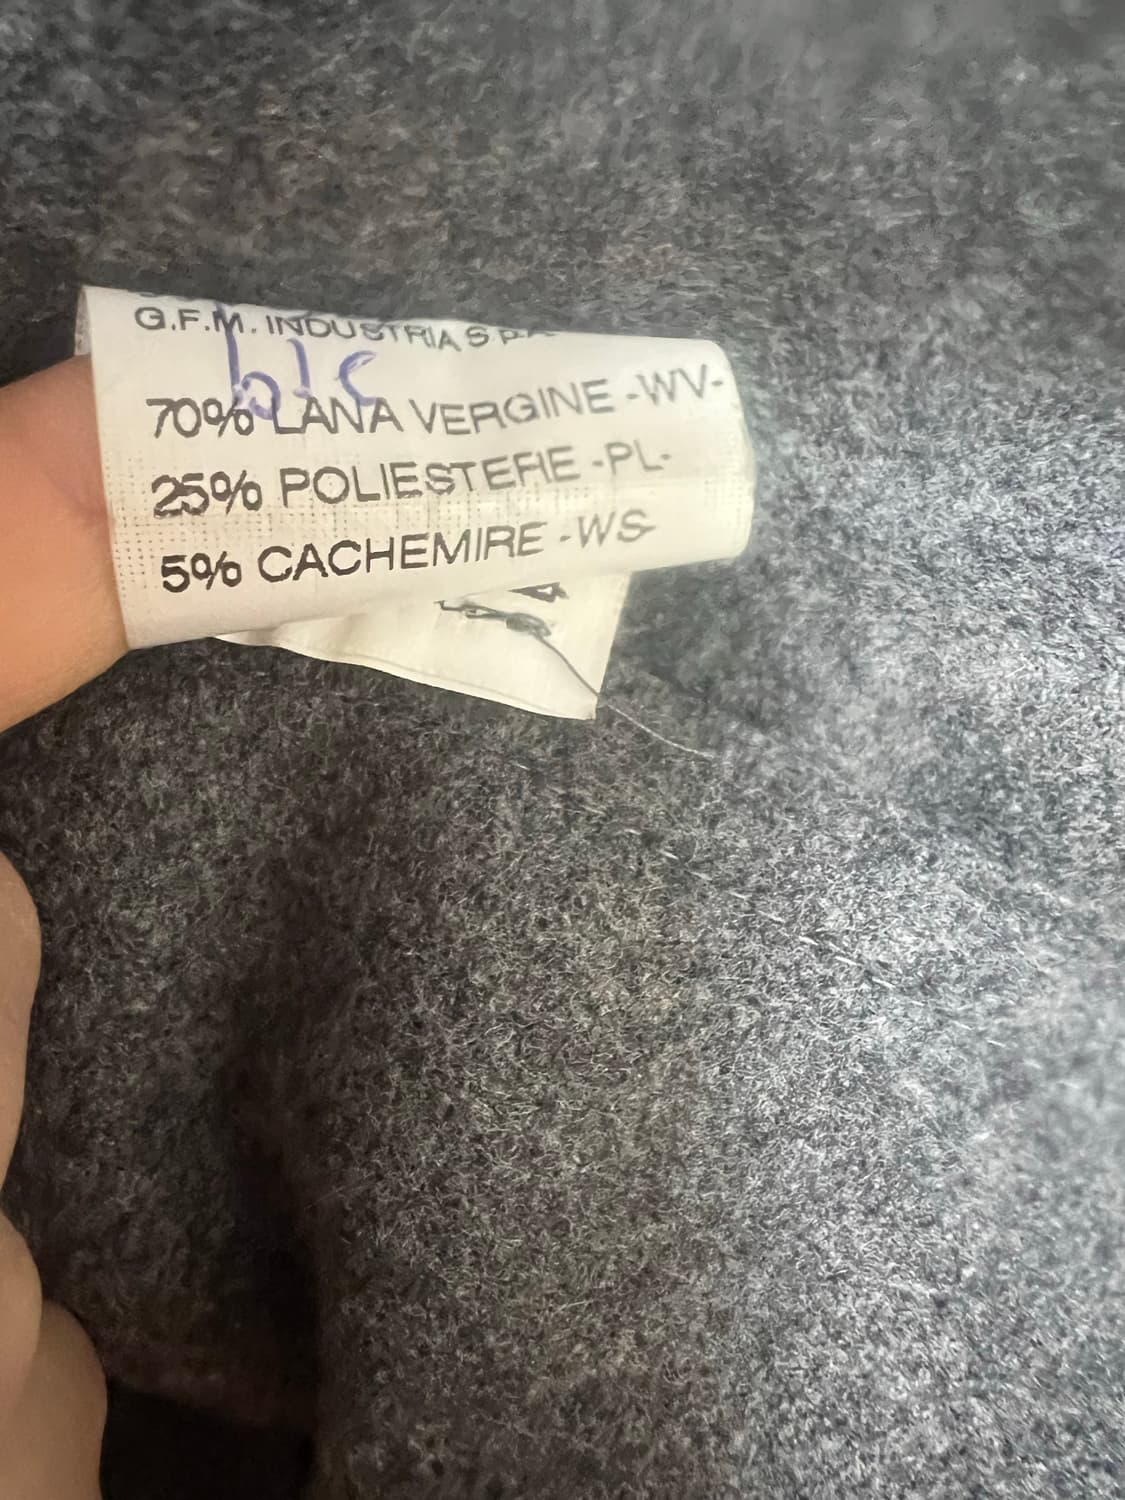 G.F.M. INDUSTRIA S.P.A
70% LANA VERGINE -WV-
25% POLIESTERE -PL-
5% CACHEMIRE -WS